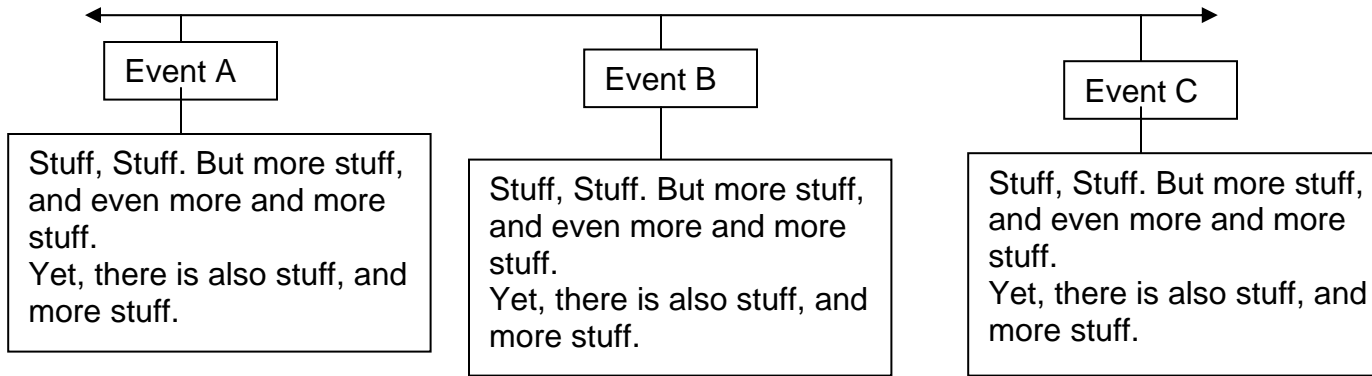 Event A
Event B
Event C
Stuff, Stuff. But more stuff,
and even more and more
stuff.
Yet, there is also stuff, and
more stuff.
Stuff, Stuff. But more stuff,
and even more and more
stuff.
Yet, there is also stuff, and
more stuff.
Stuff, Stuff. But more stuff,
and even more and more
stuff.
Yet, there is also stuff, and
more stuff.